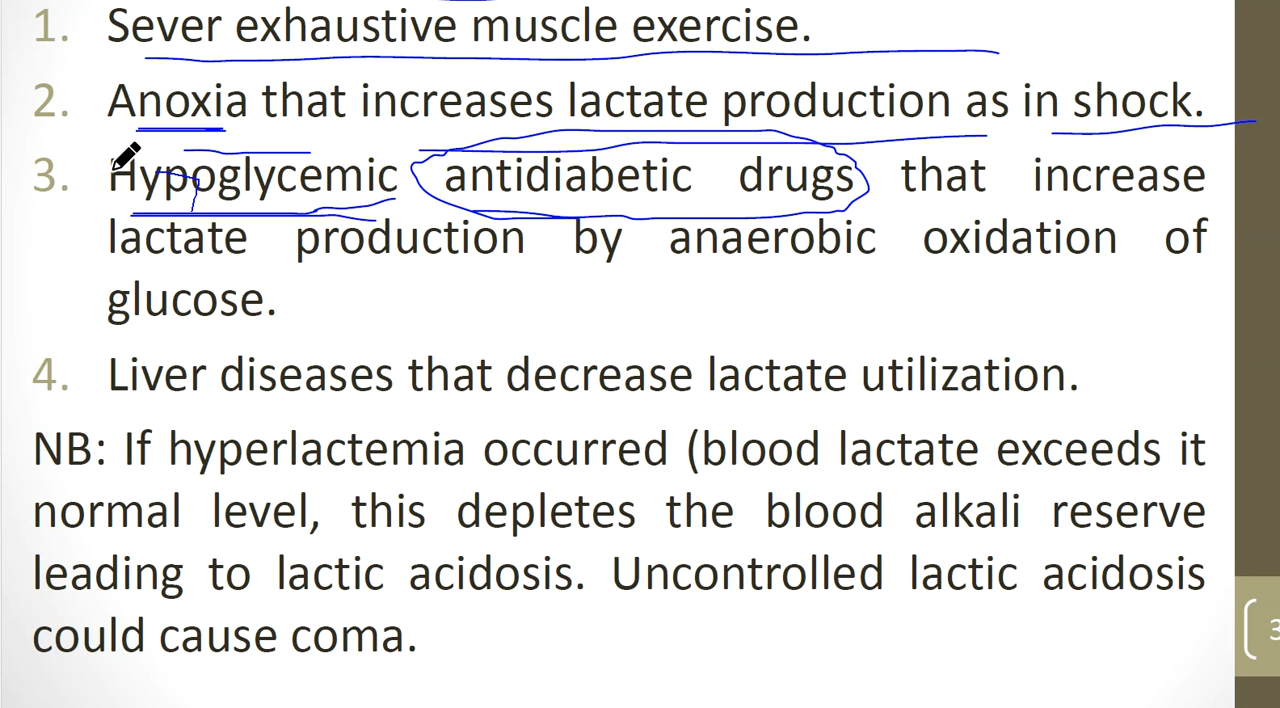 1. Sever exhaustive muscle exercise.
2. Anoxia that increases lactate production as in shock.
3. Hypoglycemic antidiabetic drugs that increase
lactate production by anaerobic oxidation of
glucose.
4. Liver diseases that decrease lactate utilization.
NB: If hyperlactemia occurred (blood lactate exceeds it
normal level, this depletes the blood alkali reserve
leading to lactic acidosis. Uncontrolled lactic acidosis
could cause coma.
3